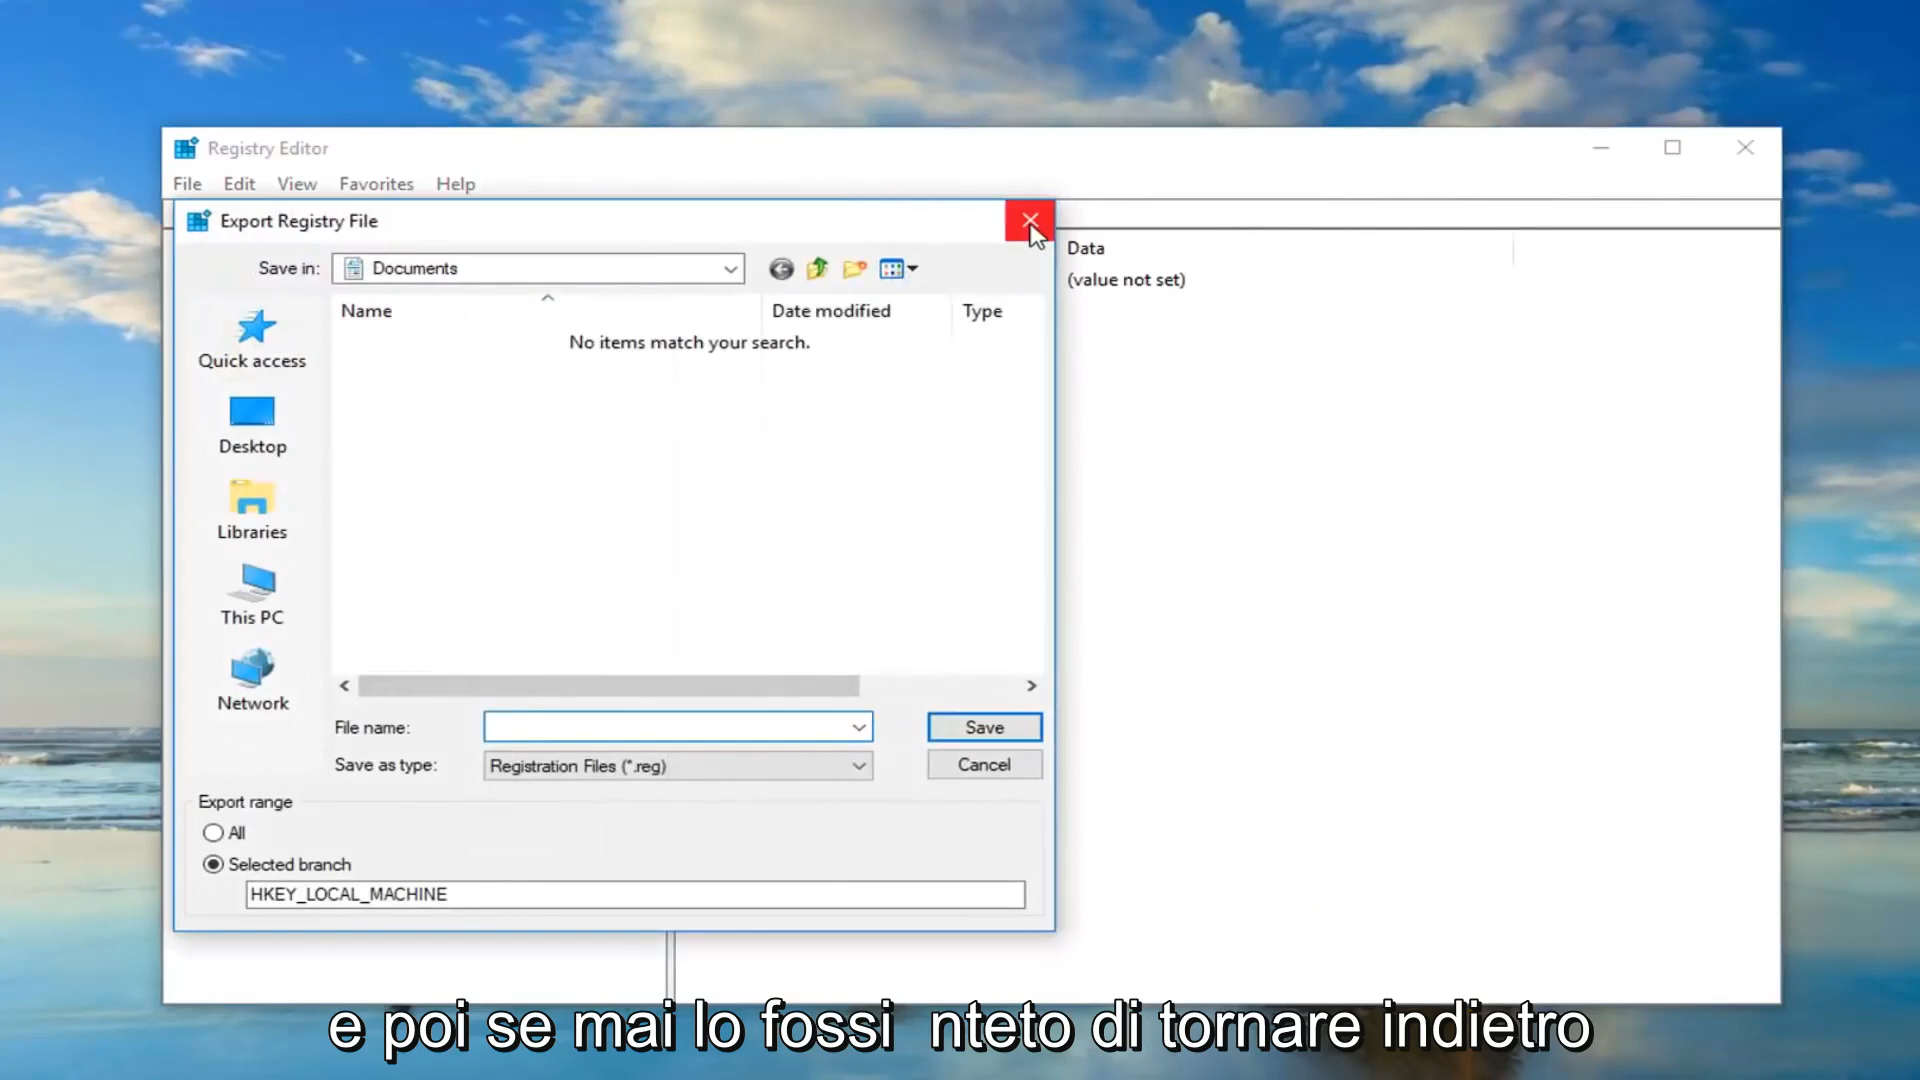 Registry Editor
File Edit View Favorites Help
Export Registry File
Save in: Documents
Data
(value not set)
Name Date modified Type
No items match your search.
Quick access
Desktop
Libraries
This PC
Network
File name: Save
Save as type: Registration Files (*.reg) Cancel
Export range
All
Selected branch
HKEY_LOCAL_MACHINE
e poi se mai lo fossi nteto di tornare indietro